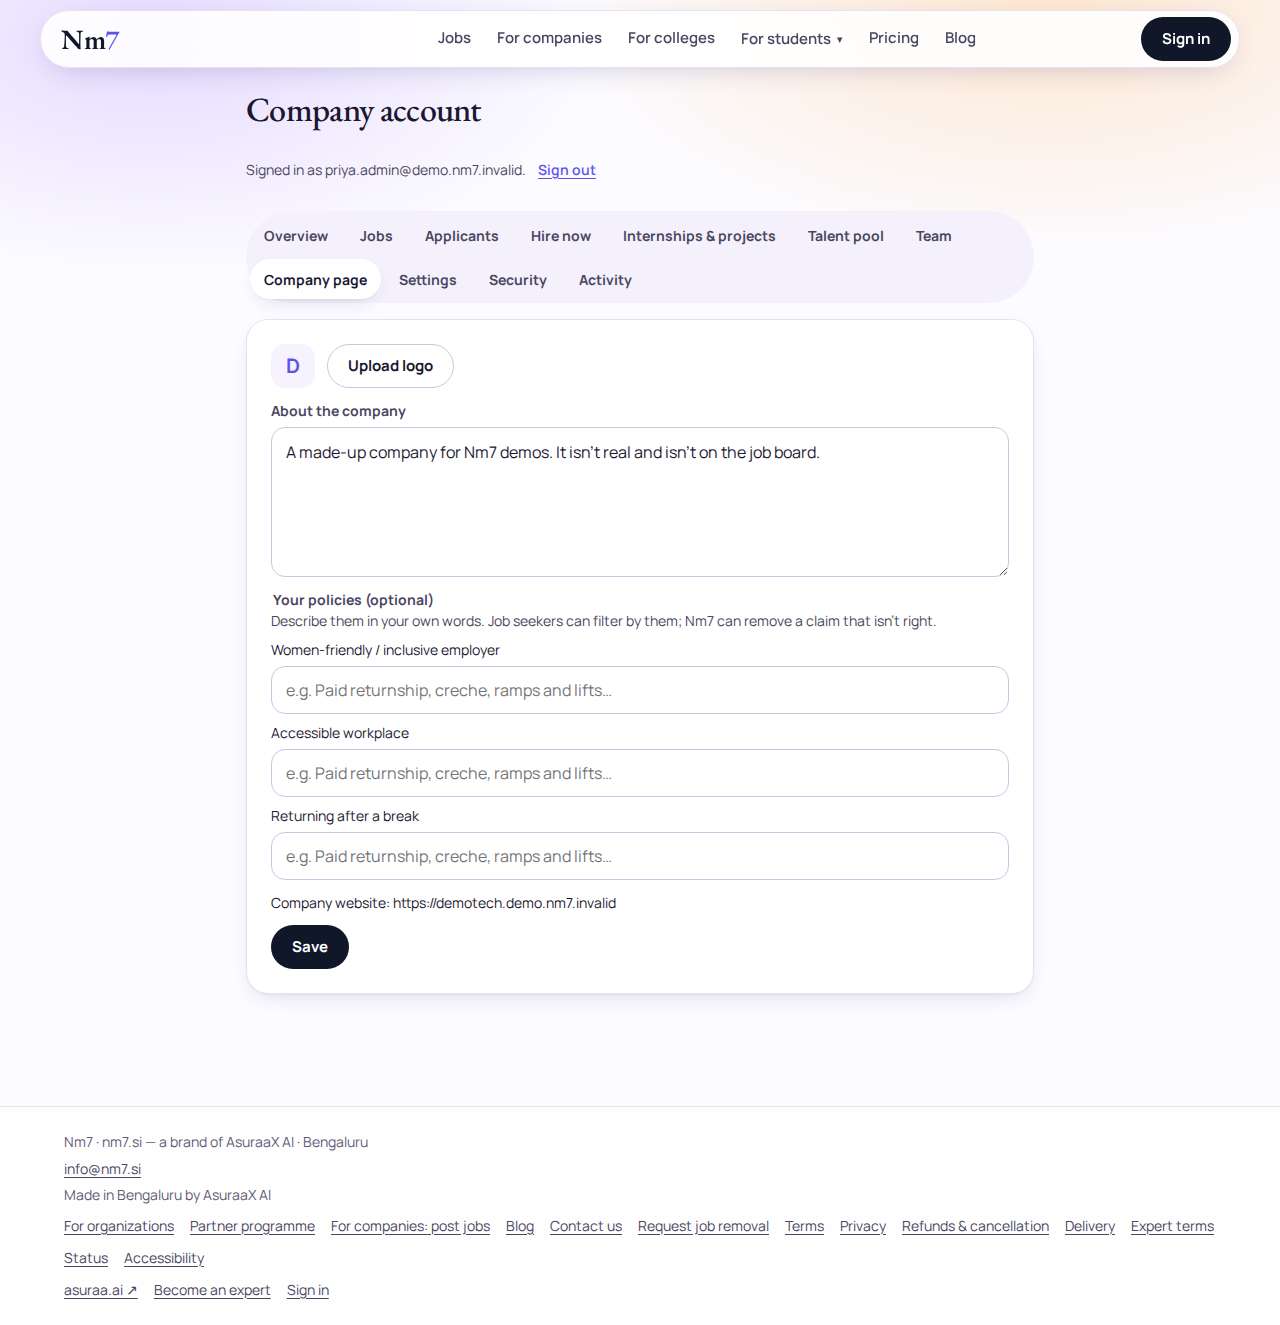 Nm7
Jobs For companies For colleges For students ▾ Pricing Blog
Sign in
Company account
Signed in as priya.admin@demo.nm7.invalid. Sign out
Overview Jobs Applicants Hire now Internships & projects Talent pool Team
Company page Settings Security Activity
D
Upload logo
About the company
A made-up company for Nm7 demos. It isn't real and isn't on the job board.
Your policies (optional)
Describe them in your own words. Job seekers can filter by them; Nm7 can remove a claim that isn't right.
Women-friendly / inclusive employer
e.g. Paid returnship, creche, ramps and lifts…
Accessible workplace
e.g. Paid returnship, creche, ramps and lifts…
Returning after a break
e.g. Paid returnship, creche, ramps and lifts…
Company website: https://demotech.demo.nm7.invalid
Save
Nm7 · nm7.si — a brand of AsuraaX AI · Bengaluru
info@nm7.si
Made in Bengaluru by AsuraaX AI
For organizations Partner programme For companies: post jobs Blog Contact us Request job removal Terms Privacy Refunds & cancellation Delivery Expert terms
Status Accessibility
asuraa.ai ↗ Become an expert Sign in